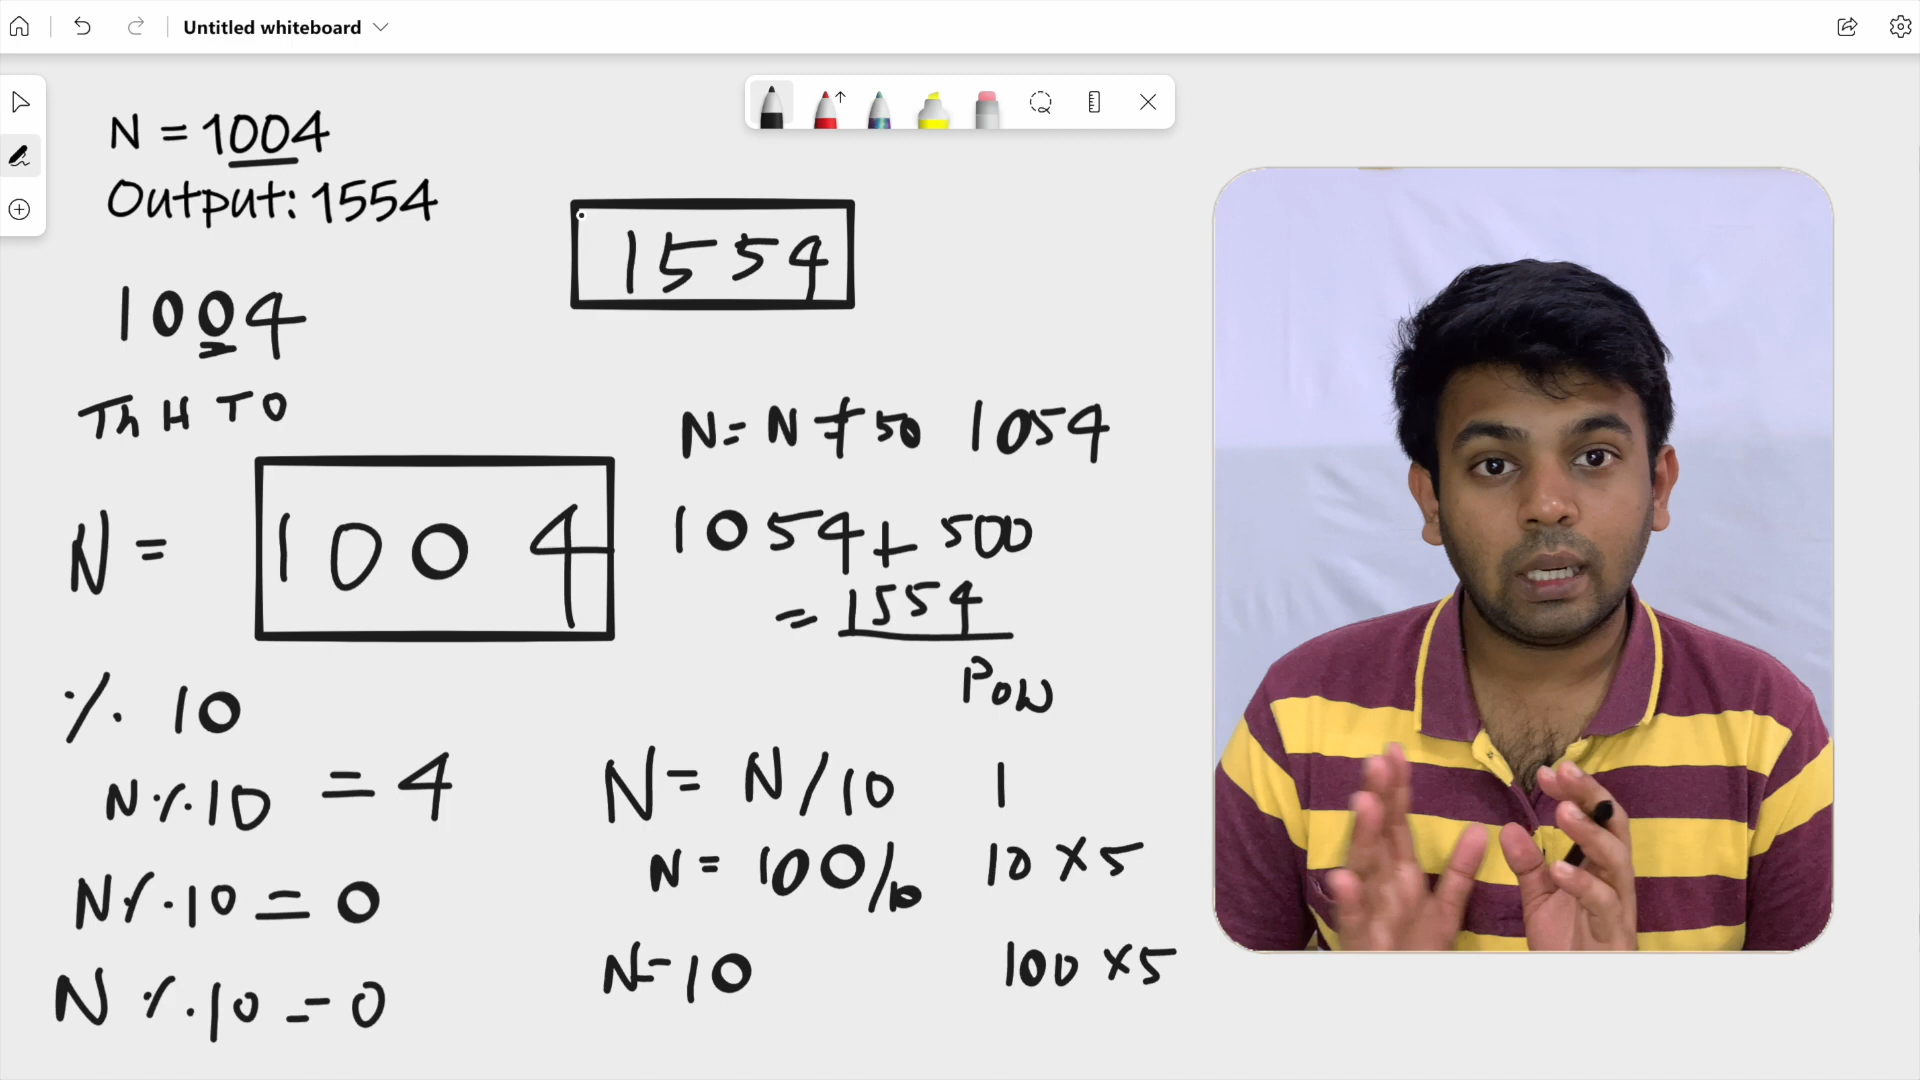 Untitled whiteboard
N = 1004
Output: 1554
1554
1004
Th H T O
N = N + 50 1054
N = 1004
1054 + 500
= 1554
Pow
% 10
N = N / 10 1
N % 10 = 4
N = 100/10 10 × 5
N % 10 = 0
N = 10 100 × 5
N % 10 = 0